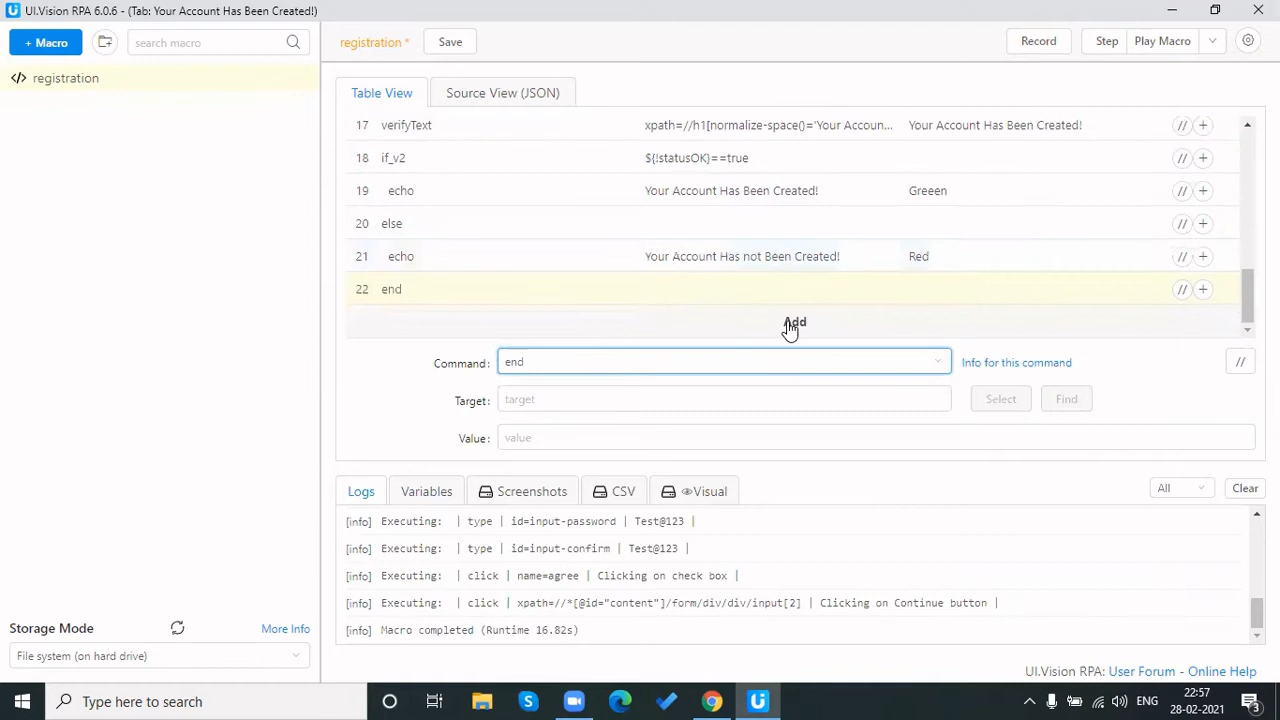 UI.Vision RPA 6.0.6 - (Tab: Your Account Has Been Created!)
+ Macro
search macro
registration *
Save
Record
Step
Play Macro
registration
Table View
Source View (JSON)
17 verifyText xpath=//h1[normalize-space()='Your Accoun... Your Account Has Been Created! // +
18 if_v2 ${!statusOK}==true // +
19 echo Your Account Has Been Created! Greeen // +
20 else // +
21 echo Your Account Has not Been Created! Red // +
22 end // +
Add
Command: end Info for this command //
Target: target Select Find
Value: value
Logs Variables Screenshots CSV Visual All Clear
[info] Executing: | type | id=input-password | Test@123 |
[info] Executing: | type | id=input-confirm | Test@123 |
[info] Executing: | click | name=agree | Clicking on check box |
[info] Executing: | click | xpath=//*[@id="content"]/form/div/div/input[2] | Clicking on Continue button |
[info] Macro completed (Runtime 16.82s)
Storage Mode More Info
File system (on hard drive)
UI.Vision RPA: User Forum - Online Help
Type here to search
ENG
22:57
28-02-2021
3